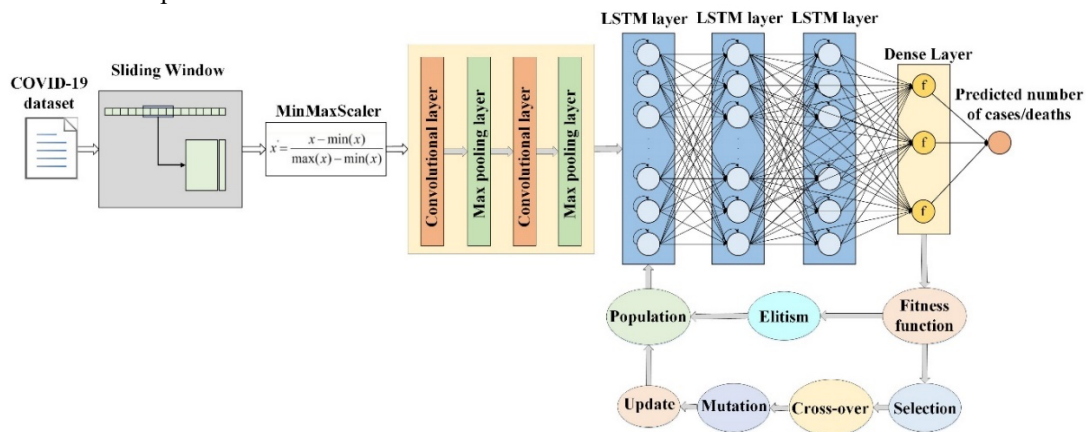 LSTM layer LSTM layer LSTM layer
COVID-19
dataset
Sliding Window
MinMaxScaler
x' = x − min(x) / max(x) − min(x)
Convolutional layer
Max pooling layer
Convolutional layer
Max pooling layer
Dense Layer
f
f
f
Predicted number
of cases/deaths
Population
Elitism
Fitness
function
Update
Mutation
Cross-over
Selection